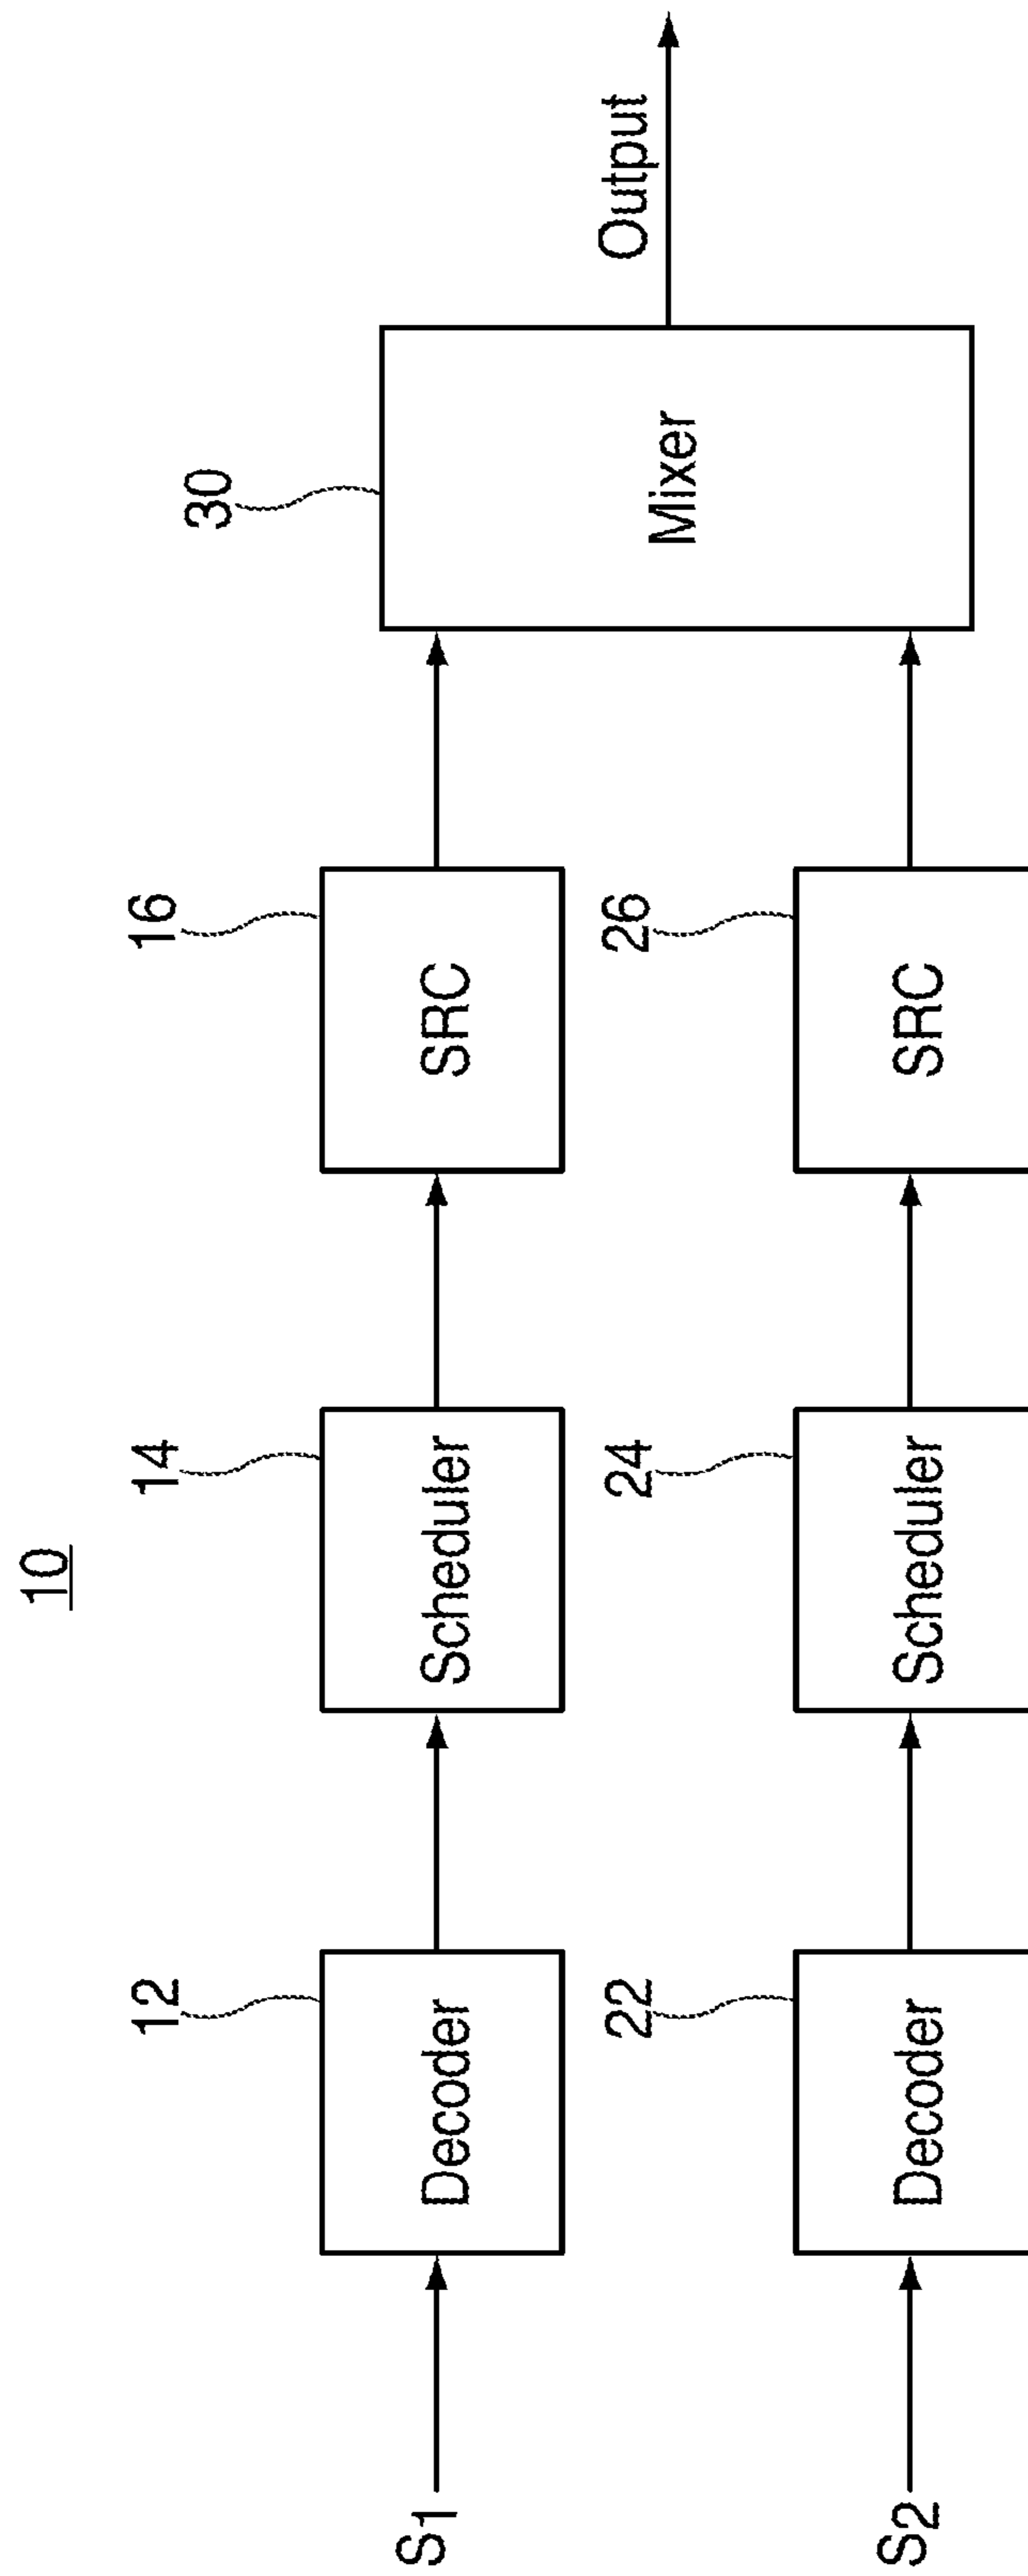 10
12
14
16
30
S1
Decoder
Scheduler
SRC
Mixer
Output
22
24
26
S2
Decoder
Scheduler
SRC